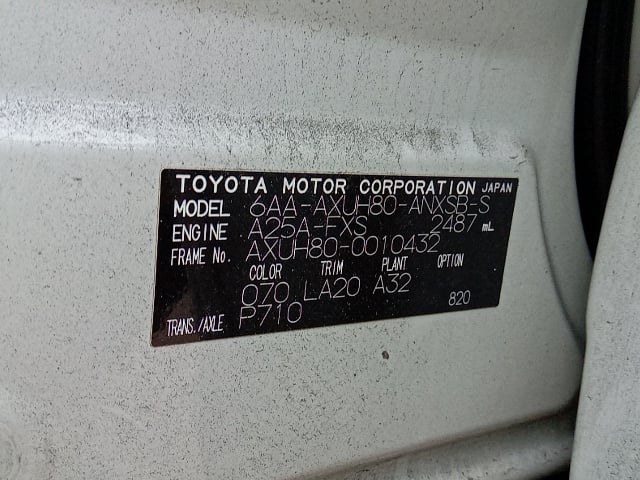 TOYOTA MOTOR CORPORATION JAPAN
MODEL 6AA-AXUH80-ANXSB-S
ENGINE A25A-FXS 2487 mL
FRAME No. AXUH80-0010432
COLOR TRIM PLANT OPTION
070 LA20 A32
TRANS./AXLE P710 820